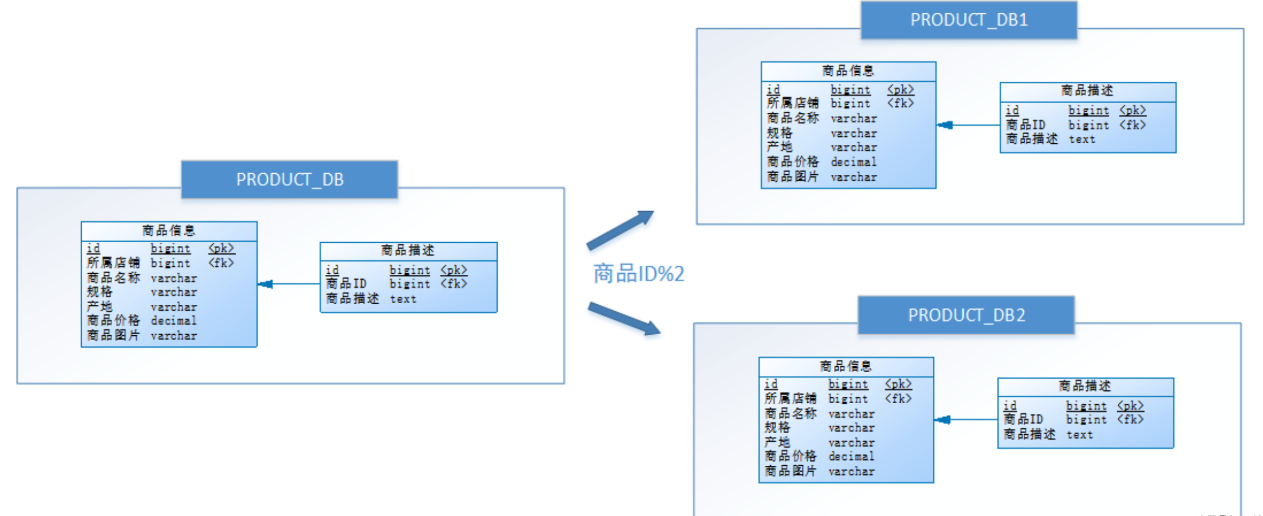 PRODUCT_DB
商品信息
id bigint <pk>
所属店铺 bigint <fk>
商品名称 varchar
规格 varchar
产地 varchar
商品价格 decimal
商品图片 varchar
商品描述
id bigint <pk>
商品ID bigint <fk>
商品描述 text
商品ID%2
PRODUCT_DB1
商品信息
id bigint <pk>
所属店铺 bigint <fk>
商品名称 varchar
规格 varchar
产地 varchar
商品价格 decimal
商品图片 varchar
商品描述
id bigint <pk>
商品ID bigint <fk>
商品描述 text
PRODUCT_DB2
商品信息
id bigint <pk>
所属店铺 bigint <fk>
商品名称 varchar
规格 varchar
产地 varchar
商品价格 decimal
商品图片 varchar
商品描述
id bigint <pk>
商品ID bigint <fk>
商品描述 text